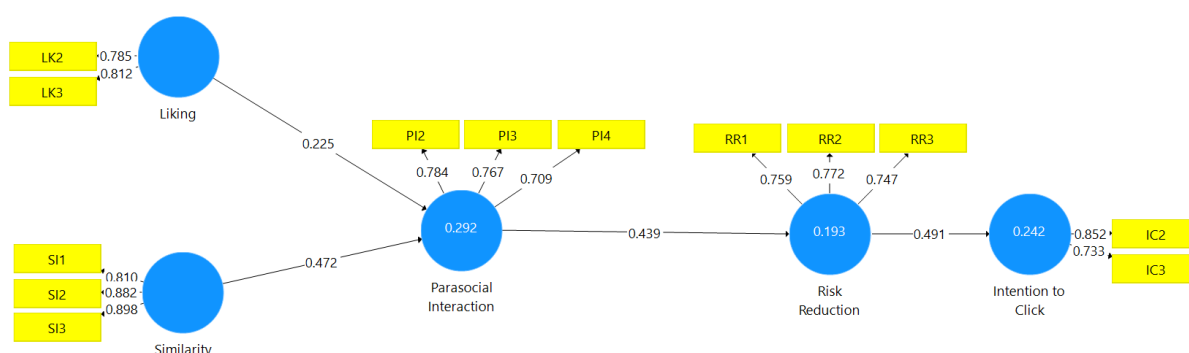 LK2
0.785
0.812
LK3
Liking
0.225
PI2
PI3
PI4
0.784
0.767
0.709
RR1
RR2
RR3
0.759
0.772
0.747
0.292
0.439
0.193
0.491
0.242
0.852
0.733
IC2
IC3
SI1
0.810
SI2
0.882
0.898
SI3
0.472
Parasocial
Interaction
Risk
Reduction
Intention to
Click
Similarity